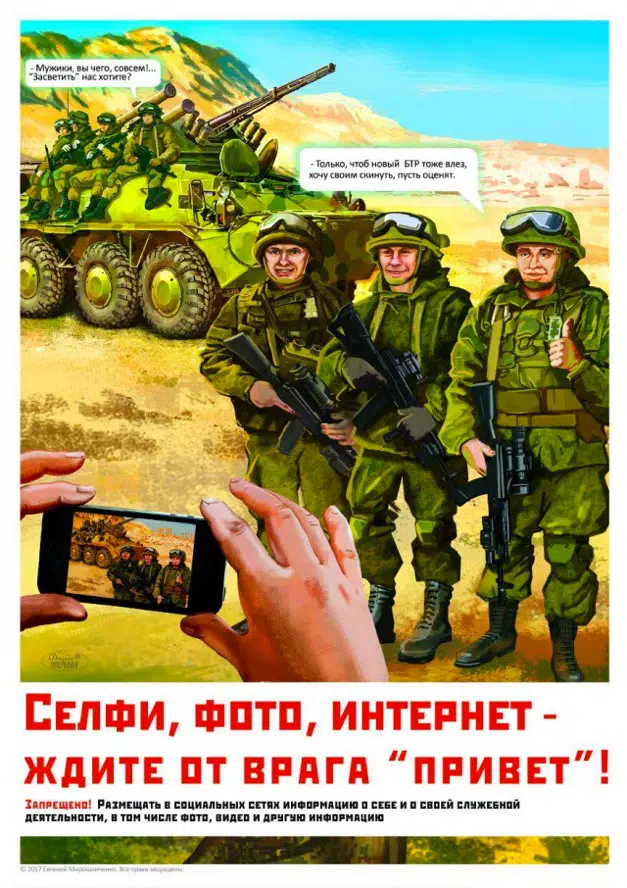 - Мужики, вы чего, совсем!...
"Засветить" нас хотите?
- Только, чтоб новый БТР тоже влез,
хочу своим скинуть, пусть оценят.
Селфи, фото, интернет -
ждите от врага "привет"!
Запрещено! Размещать в социальных сетях информацию о себе и о своей служебной
деятельности, в том числе фото, видео и другую информацию
© 2017 Евгений Мирошниченко. Все права защищены.